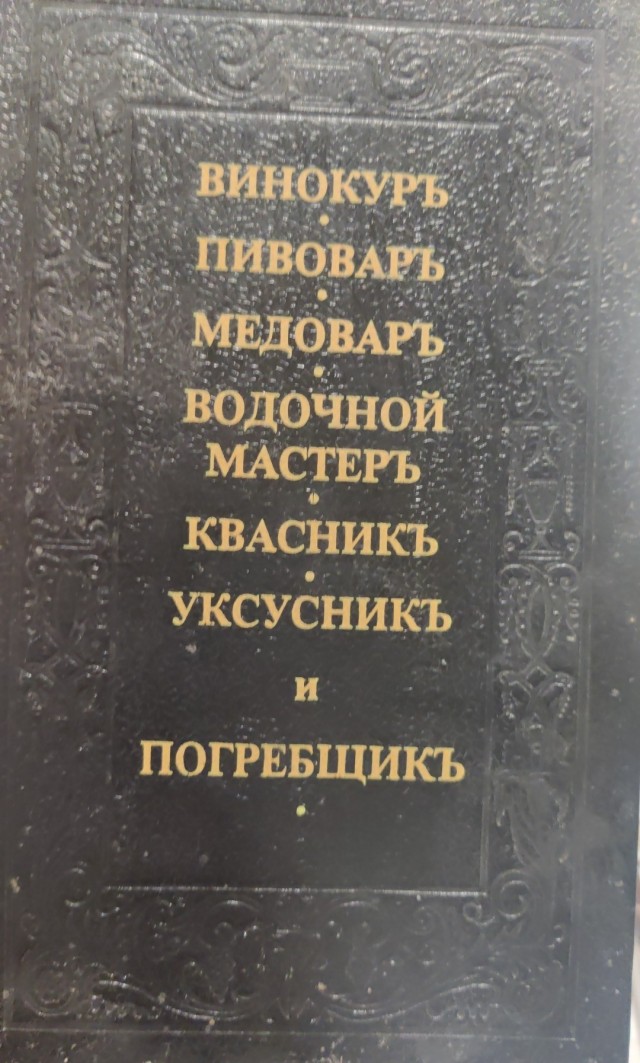 ВИНОКУРЪ
•
ПИВОВАРЪ
•
МЕДОВАРЪ
•
ВОДОЧНОЙ
МАСТЕРЪ
•
КВАСНИКЪ
•
УКСУСНИКЪ
и
ПОГРЕБЩИКЪ
•